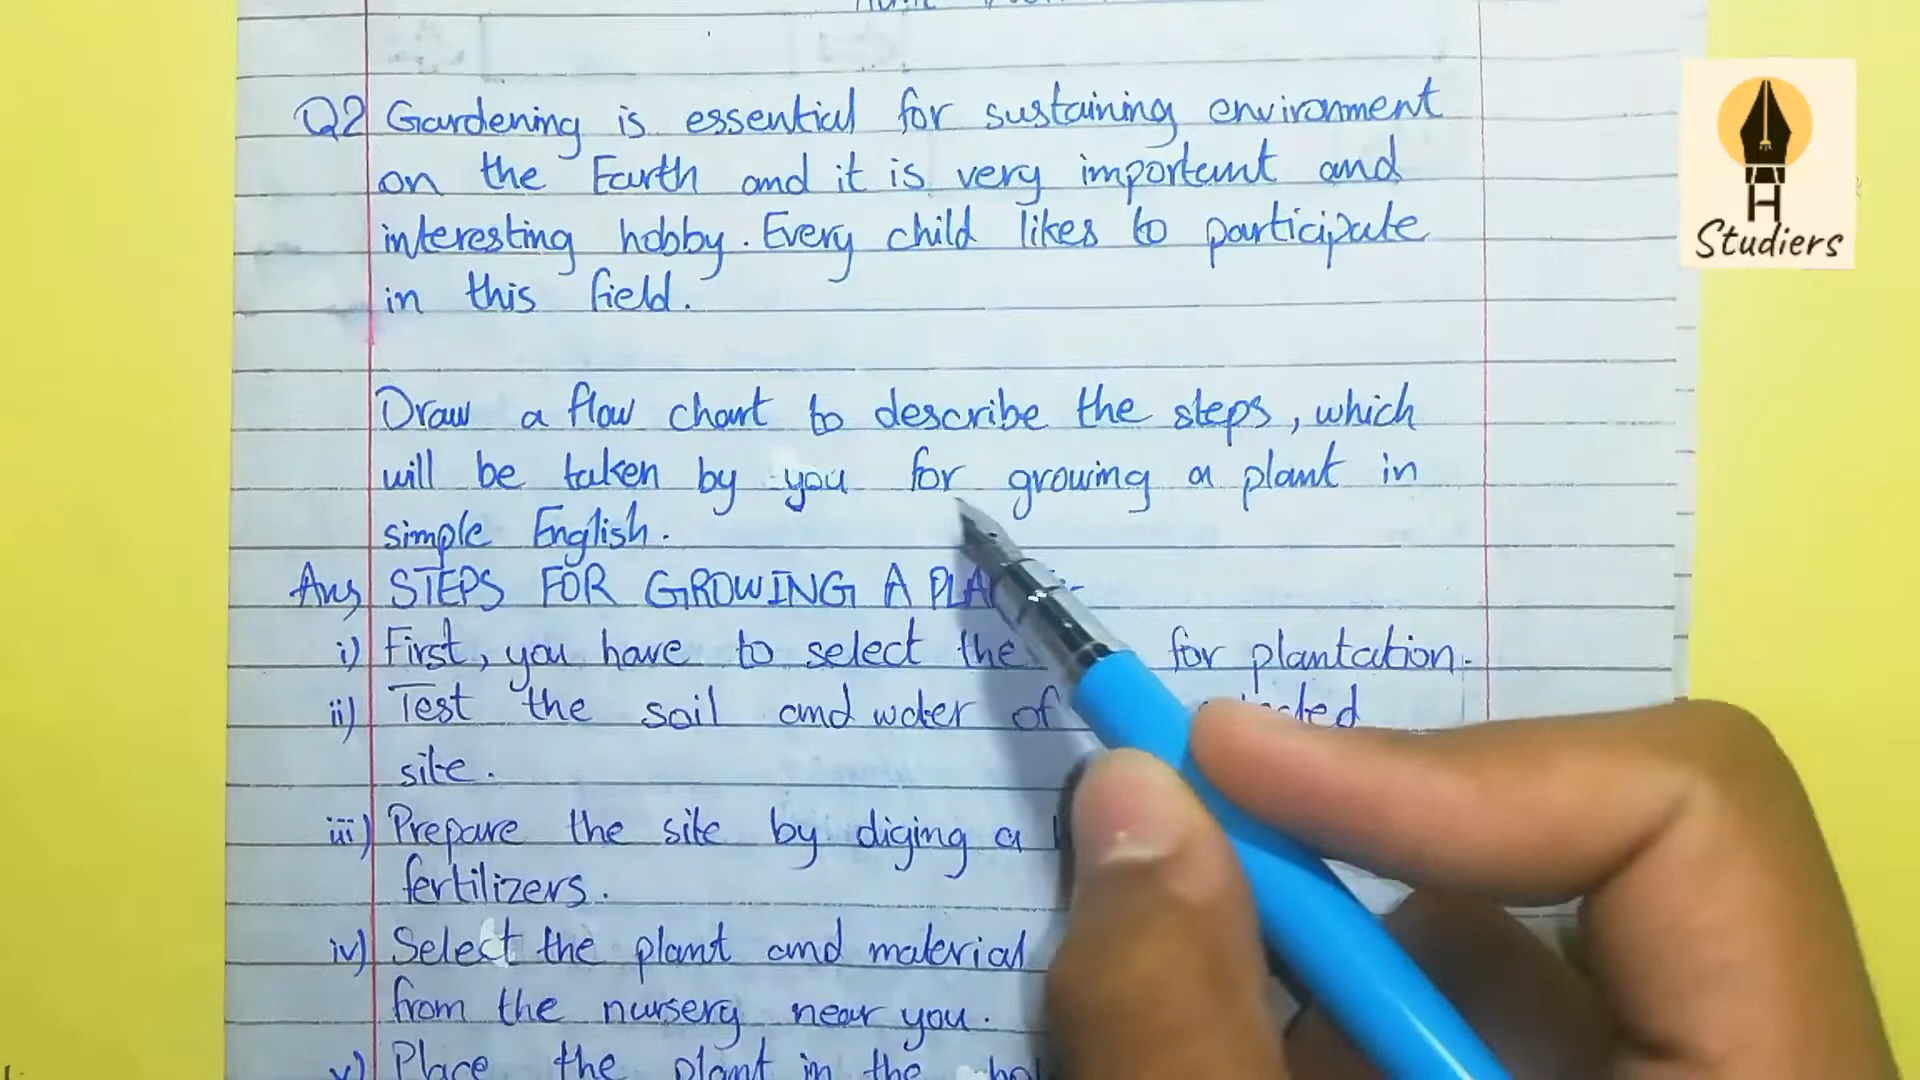 Q2 Gardening is essential for sustaining environment
on the Earth and it is very important and
interesting hobby. Every child likes to participate
in this field.
Draw a flow chart to describe the steps, which
will be taken by you for growing a plant in
simple English.
Ans STEPS FOR GROWING A PLA
i) First, you have to select the for plantation.
ii) Test the soil and water of
site.
iii) Prepare the site by diging a
fertilizers.
iv) Select the plant and material
from the nursery near you.
v) Place the plant in the
Studiers